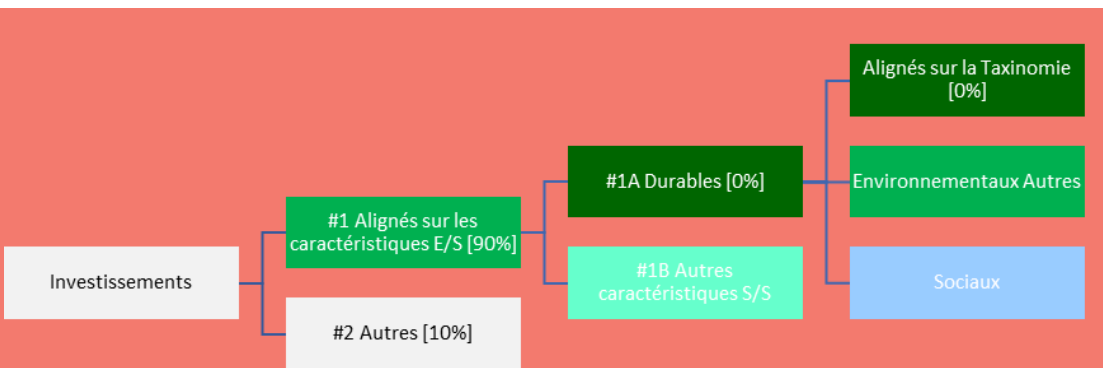 Alignés sur la Taxinomie
[0%]
#1A Durables [0%]
Environnementaux Autres
#1 Alignés sur les
caractéristiques E/S [90%]
Investissements
#1B Autres
caractéristiques S/S
Sociaux
#2 Autres [10%]